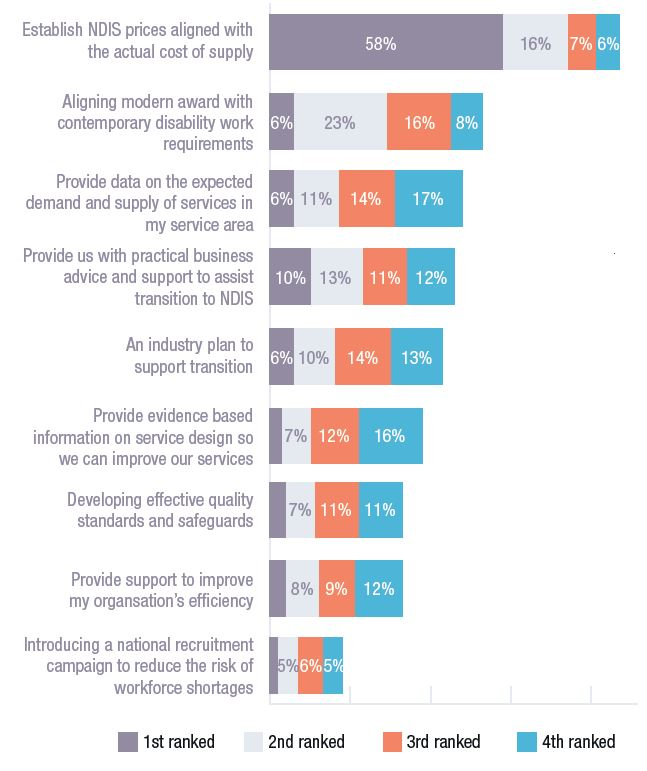 Establish NDIS prices aligned with
the actual cost of supply
58%
16%
7%
6%
Aligning modern award with
contemporary disability work
requirements
6%
23%
16%
8%
Provide data on the expected
demand and supply of services in
my service area
6%
11%
14%
17%
Provide us with practical business
advice and support to assist
transition to NDIS
10%
13%
11%
12%
An industry plan to
support transition
6%
10%
14%
13%
Provide evidence based
information on service design so
we can improve our services
7%
12%
16%
Developing effective quality
standards and safeguards
7%
11%
11%
Provide support to improve
my organsation's efficiency
8%
9%
12%
Introducing a national recruitment
campaign to reduce the risk of
workforce shortages
5%
6%
5%
1st ranked
2nd ranked
3rd ranked
4th ranked